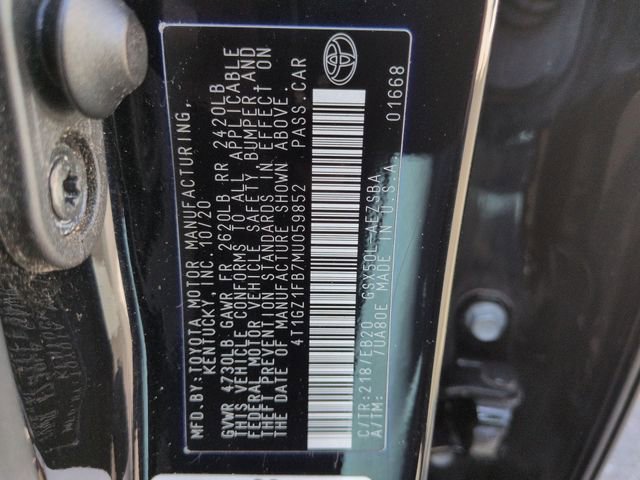 MFD.BY:TOYOTA MOTOR MANUFACTURING,
KENTUCKY, INC. 10/20
GVWR 4730LB GAWR FR 2620LB RR 2420LB
THIS VEHICLE CONFORMS TO ALL APPLICABLE
FEDERAL MOTOR VEHICLE SAFETY, BUMPER, AND
THEFT PREVENTION STANDARDS IN EFFECT ON
THE DATE OF MANUFACTURE SHOWN ABOVE.
4T1GZ1FB7MU059852 PASS.CAR
C/TR:218/EB20 GSX50L-AEZSBA 01668
A/TM: /UA80E MADE IN U.S.A.